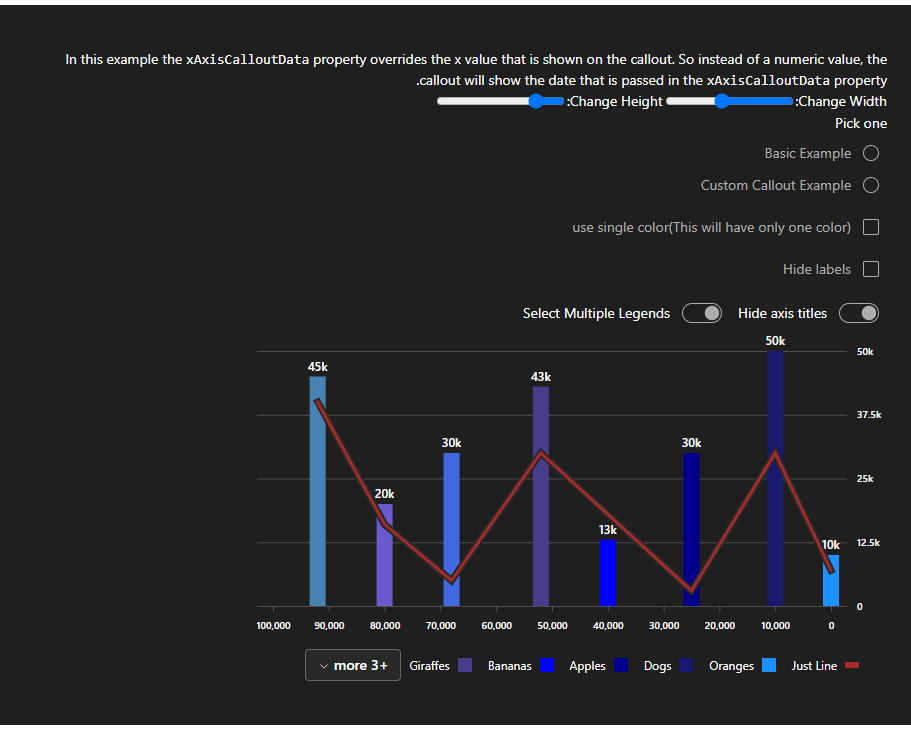 In this example the xAxisCalloutData property overrides the x value that is shown on the callout. So instead of a numeric value, the
.callout will show the date that is passed in the xAxisCalloutData property
:Change Height :Change Width
Pick one
Basic Example
Custom Callout Example
use single color(This will have only one color)
Hide labels
Select Multiple Legends Hide axis titles
50k
45k 50k
43k
37.5k
30k 30k
25k
20k
13k
10k 12.5k
0
100,000 90,000 80,000 70,000 60,000 50,000 40,000 30,000 20,000 10,000 0
more 3+ Giraffes Bananas Apples Dogs Oranges Just Line